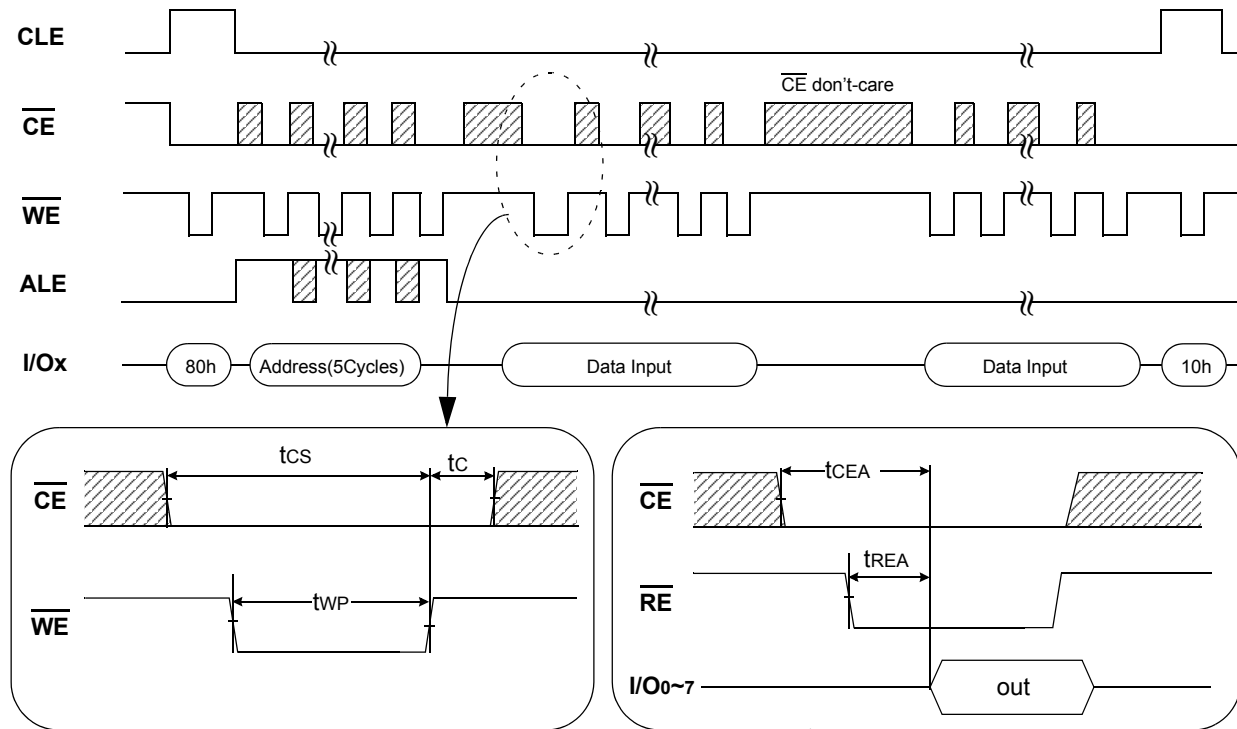 CLE
CE don't-care
CE
WE
ALE
I/Ox
80h
Address(5Cycles)
Data Input
Data Input
10h
tCS
tC
CE
tWP
WE
tCEA
CE
tREA
RE
I/O0~7
out